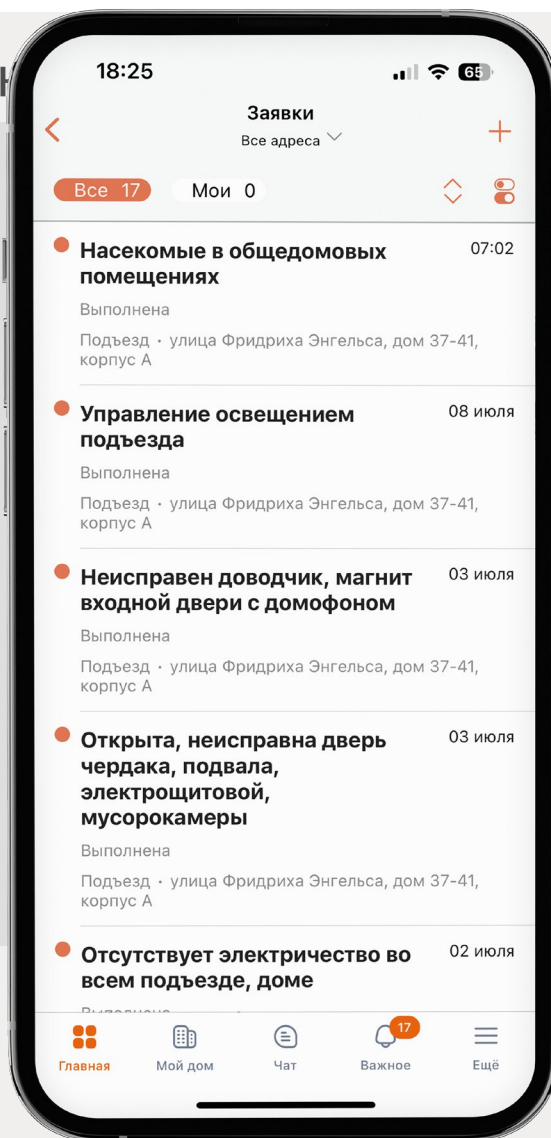 18:25
65
Заявки
Все адреса
Все 17
Мои 0
Насекомые в общедомовых
помещениях
07:02
Выполнена
Подъезд · улица Фридриха Энгельса, дом 37-41,
корпус А
Управление освещением
подъезда
08 июля
Выполнена
Подъезд · улица Фридриха Энгельса, дом 37-41,
корпус А
Неисправен доводчик, магнит
входной двери с домофоном
03 июля
Выполнена
Подъезд · улица Фридриха Энгельса, дом 37-41,
корпус А
Открыта, неисправна дверь
чердака, подвала,
электрощитовой,
мусорокамеры
03 июля
Выполнена
Подъезд · улица Фридриха Энгельса, дом 37-41,
корпус А
Отсутствует электричество во
всем подъезде, доме
02 июля
17
Главная
Мой дом
Чат
Важное
Ещё